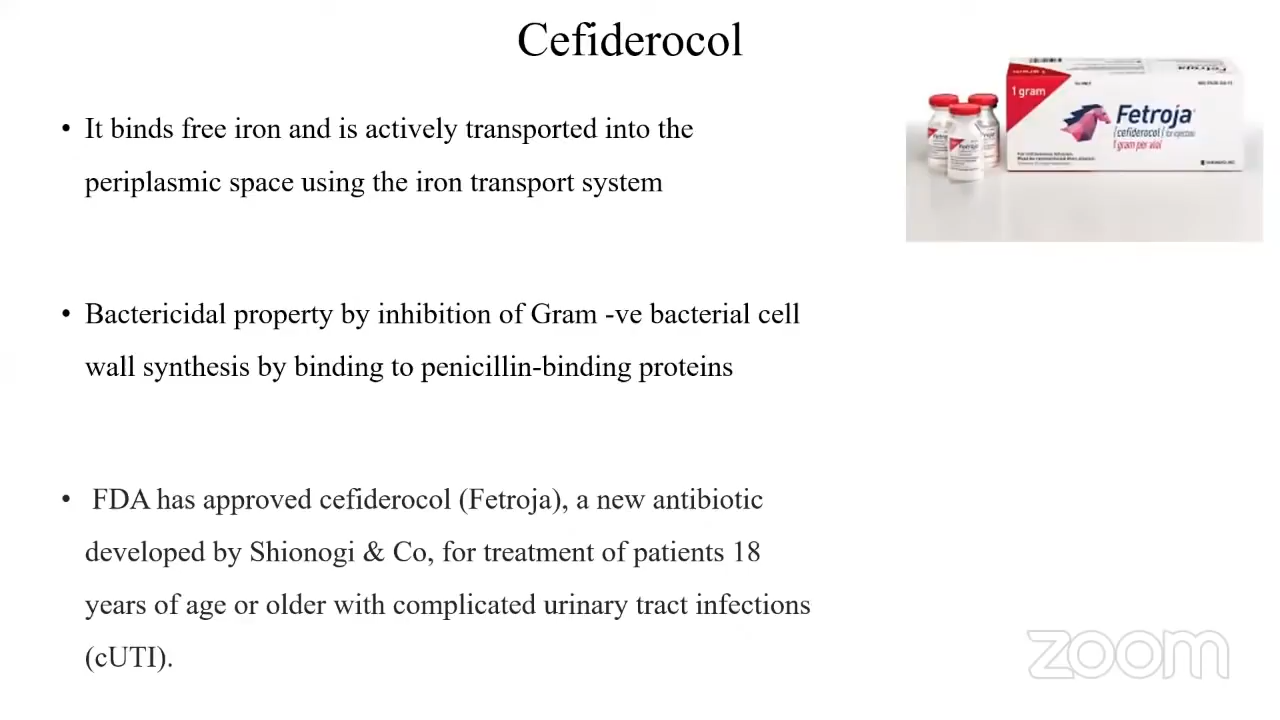 Cefiderocol
• It binds free iron and is actively transported into the
periplasmic space using the iron transport system
• Bactericidal property by inhibition of Gram -ve bacterial cell
wall synthesis by binding to penicillin-binding proteins
• FDA has approved cefiderocol (Fetroja), a new antibiotic
developed by Shionogi & Co, for treatment of patients 18
years of age or older with complicated urinary tract infections
(cUTI).
1 gram
Fetroja
(cefiderocol) for injection
1 gram per vial
zoom